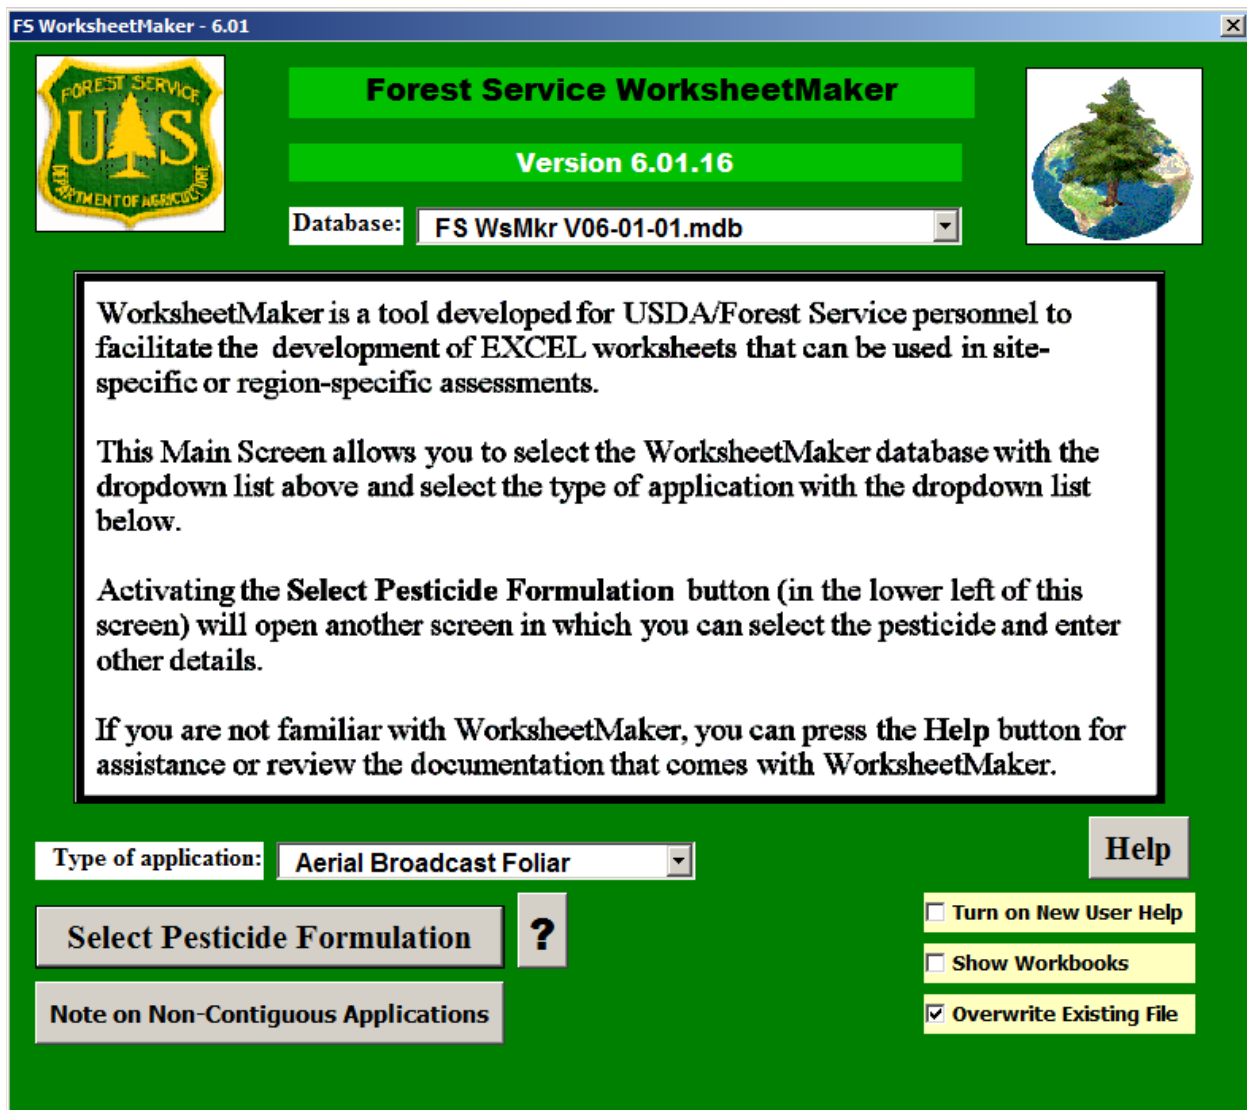 FS WorksheetMaker - 6.01
FOREST SERVICE
UAS
DEPARTMENT OF AGRICULTURE
Forest Service WorksheetMaker
Version 6.01.16
Database:
FS WsMkr V06-01-01.mdb
WorksheetMaker is a tool developed for USDA/Forest Service personnel to
facilitate the development of EXCEL worksheets that can be used in site-
specific or region-specific assessments.
This Main Screen allows you to select the WorksheetMaker database with the
dropdown list above and select the type of application with the dropdown list
below.
Activating the Select Pesticide Formulation button (in the lower left of this
screen) will open another screen in which you can select the pesticide and enter
other details.
If you are not familiar with WorksheetMaker, you can press the Help button for
assistance or review the documentation that comes with WorksheetMaker.
Type of application:
Aerial Broadcast Foliar
Help
Select Pesticide Formulation
?
Note on Non-Contiguous Applications
Turn on New User Help
Show Workbooks
Overwrite Existing File